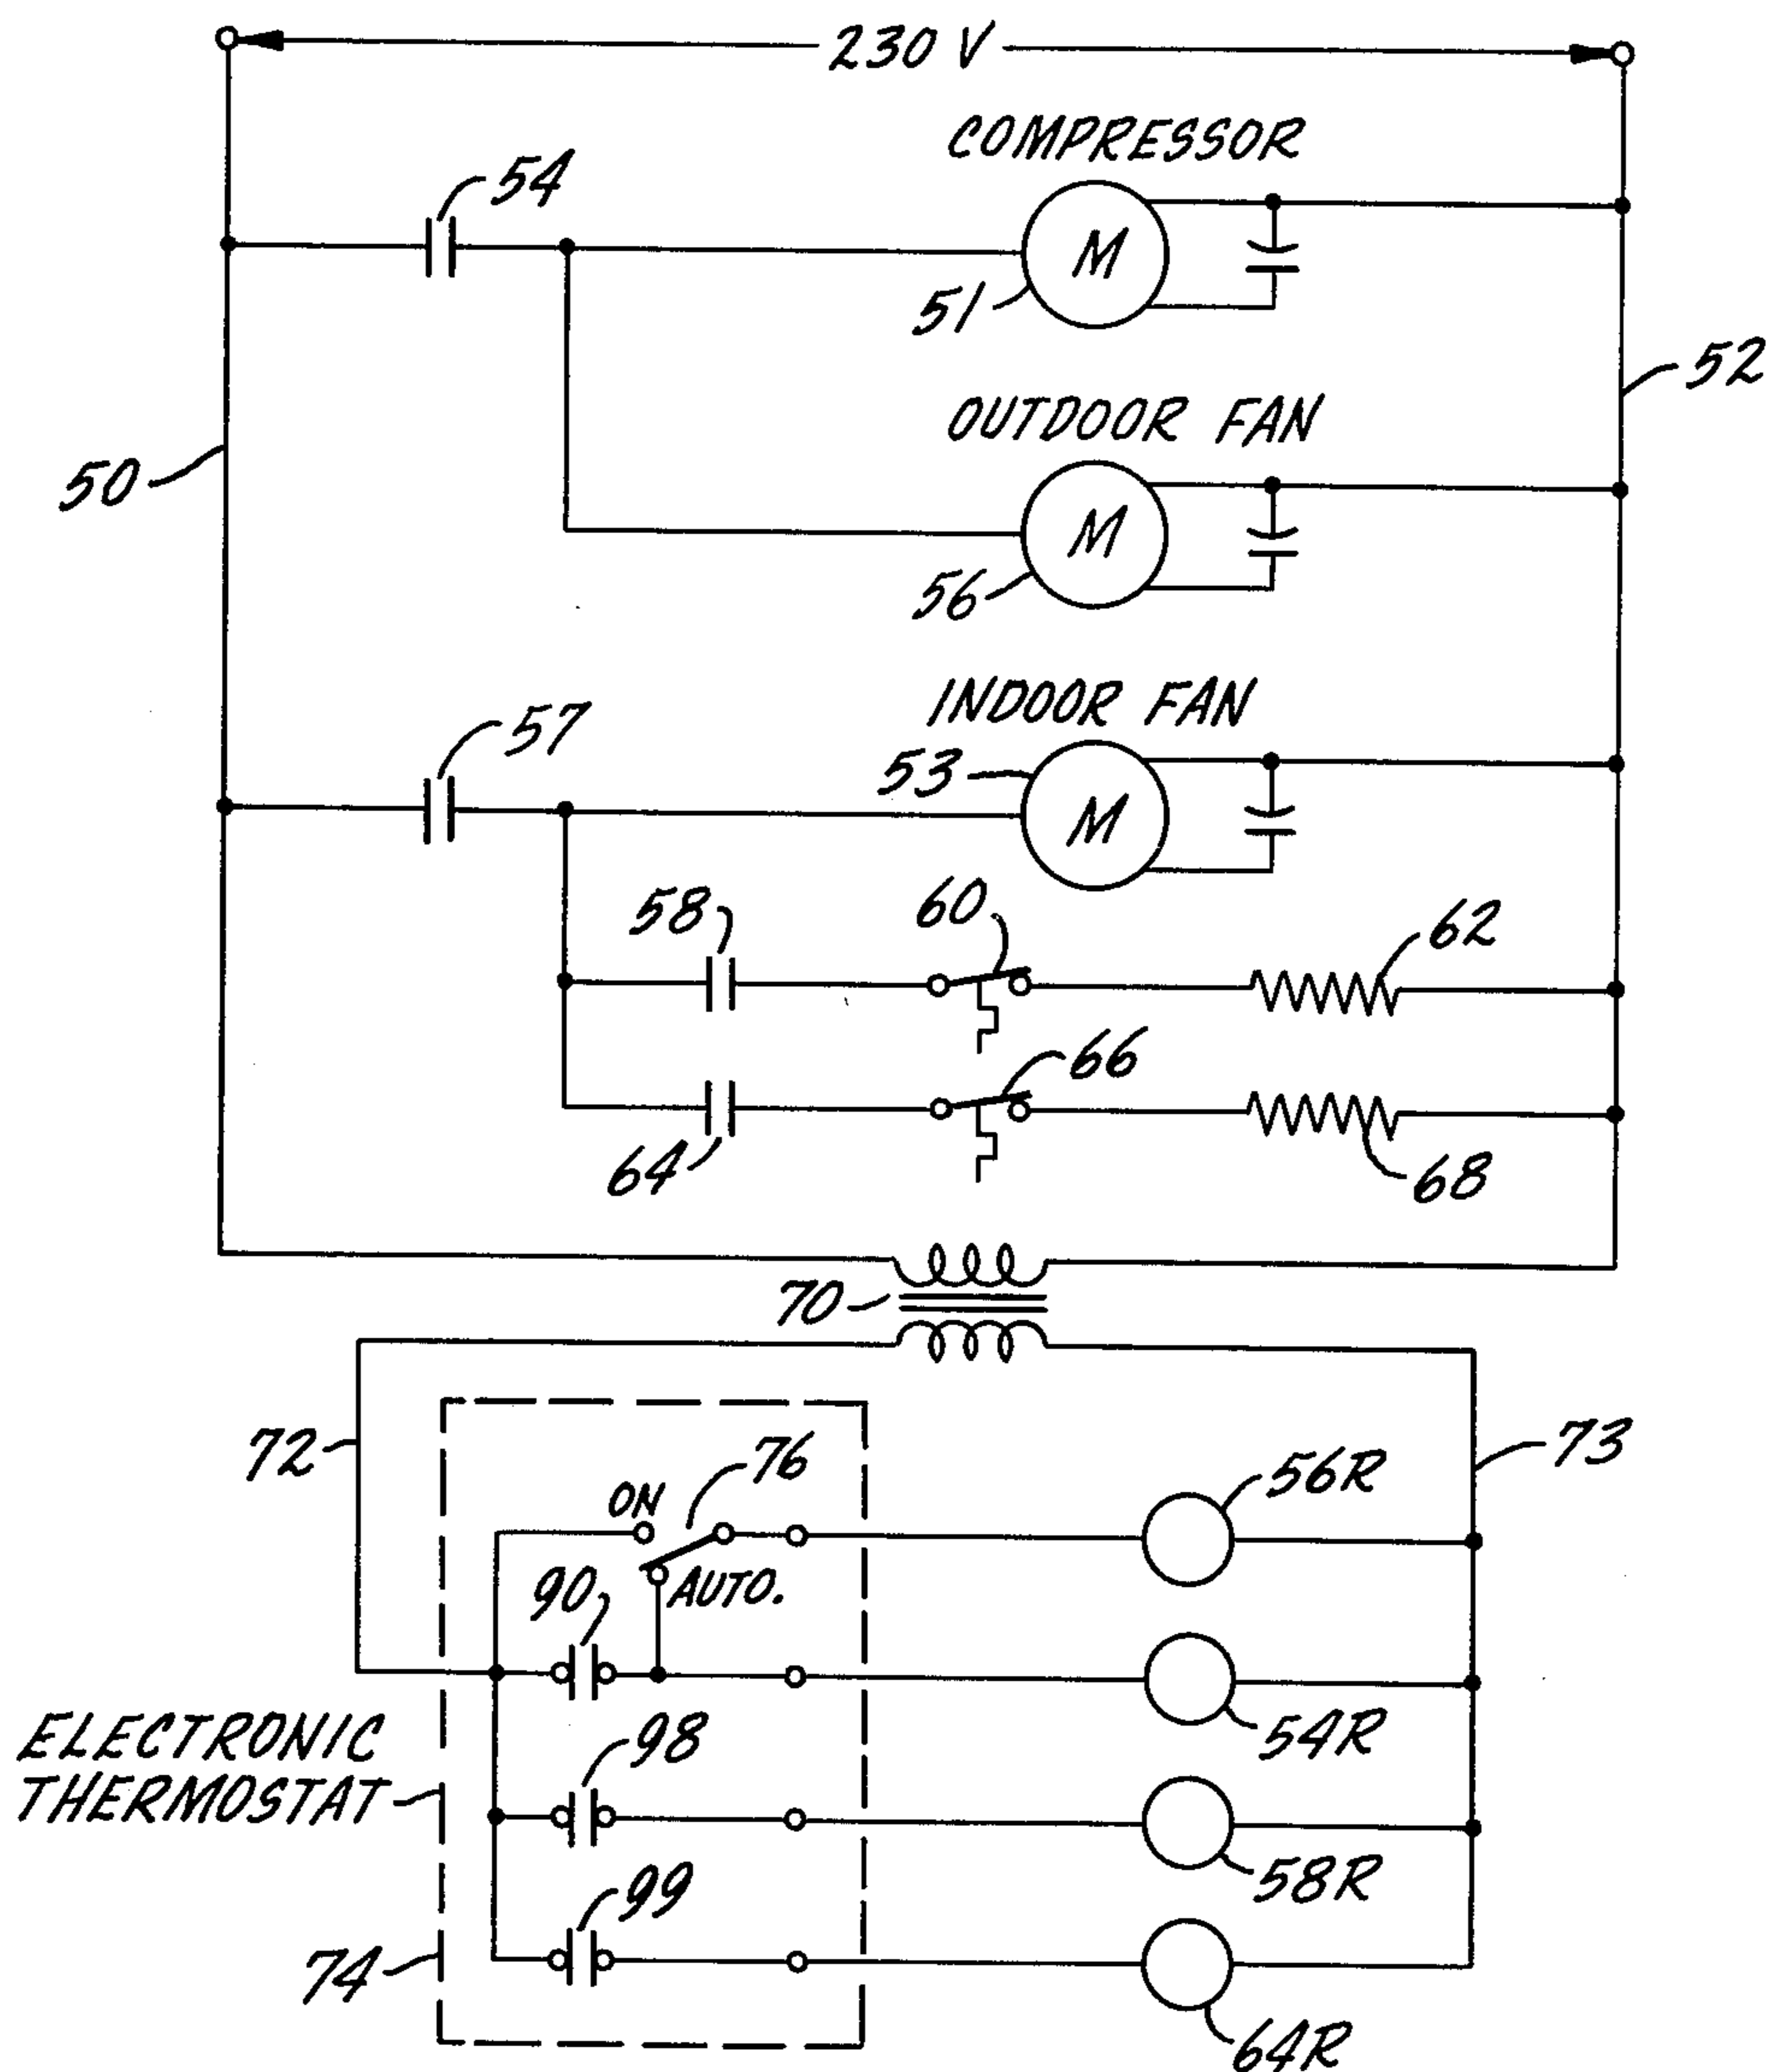 230 V
COMPRESSOR
54
M
51
52
OUTDOOR FAN
50
M
56
INDOOR FAN
57
53
M
58
60
62
66
64
68
70
72
76
73
ON
56R
90
AUTO.
ELECTRONIC
THERMOSTAT
98
54R
99
58R
74
64R